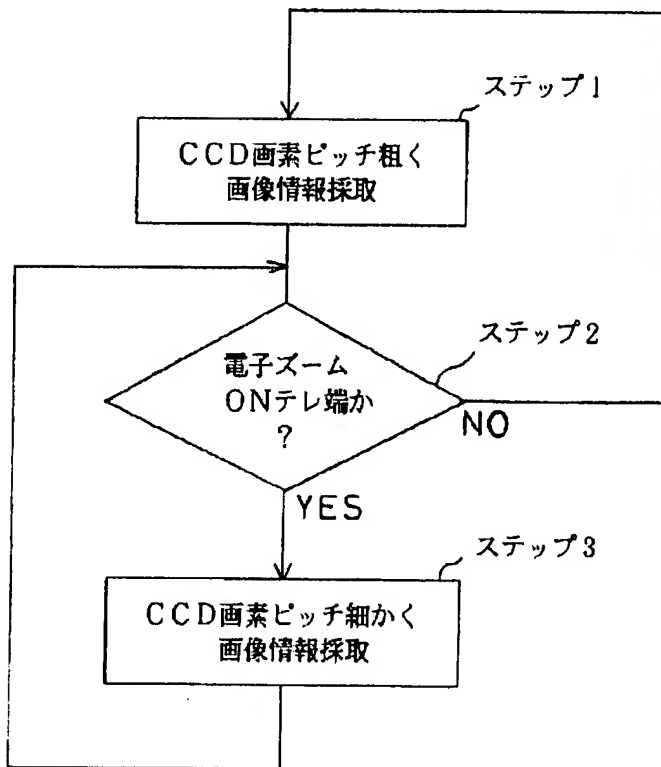 ステップ1
CCD画素ピッチ粗く
画像情報採取
ステップ2
電子ズーム
ONテレ端か
?
NO
YES
ステップ3
CCD画素ピッチ細かく
画像情報採取